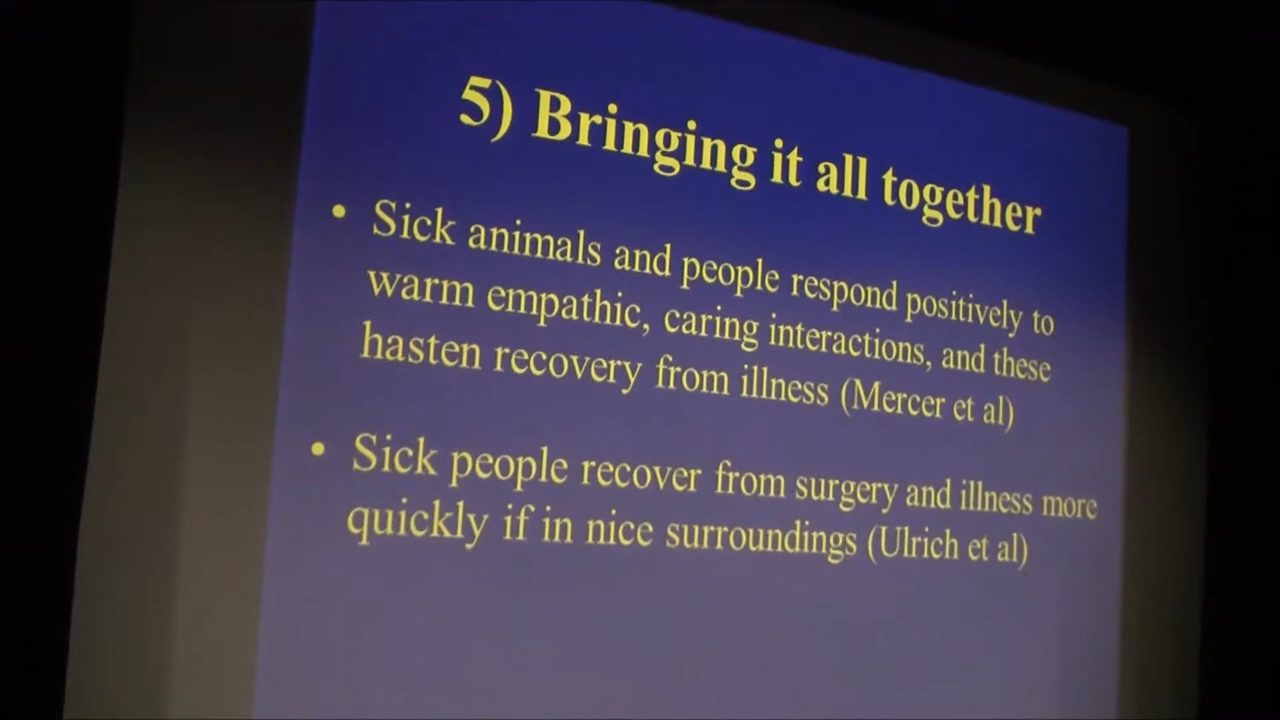 5) Bringing it all together
• Sick animals and people respond positively to
warm empathic, caring interactions, and these
hasten recovery from illness (Mercer et al)
• Sick people recover from surgery and illness more
quickly if in nice surroundings (Ulrich et al)